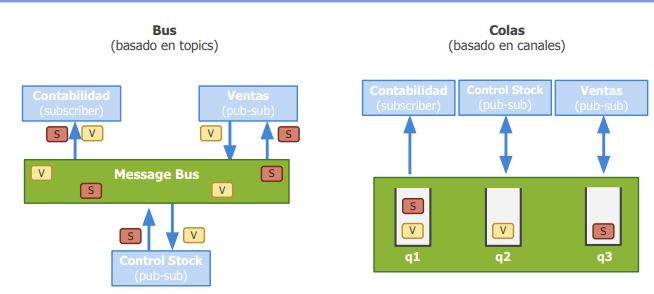 Bus
(basado en topics)
Contabilidad
(subscriber)
Ventas
(pub-sub)
S
V
V
S
V
Message Bus
S
S
V
S
V
Control Stock
(pub-sub)
Colas
(basado en canales)
Contabilidad
(subscriber)
Control Stock
(pub-sub)
Ventas
(pub-sub)
S
V
V
S
q1
q2
q3